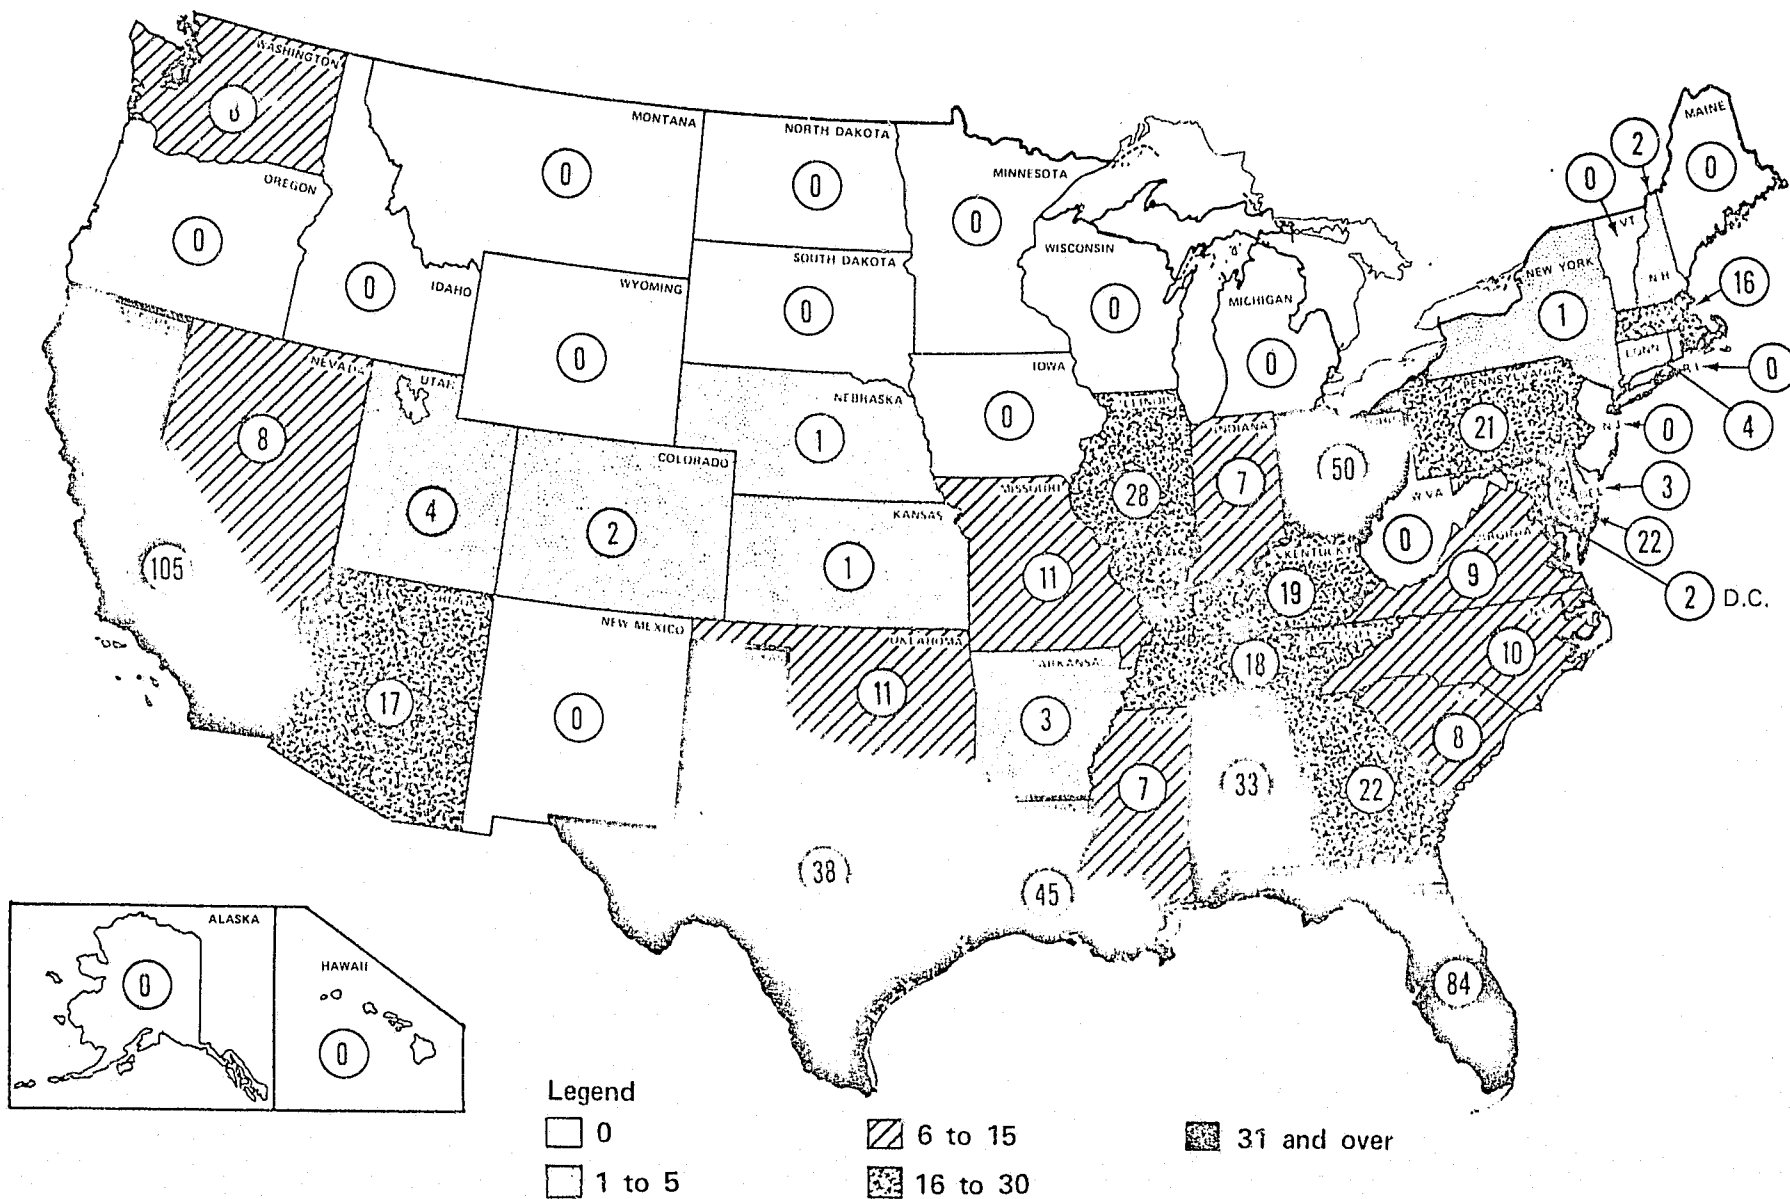 WASHINGTON
MONTANA
0
NORTH DAKOTA
0
MINNESOTA
0
MAINE
0
2
0
VT
N H
OREGON
0
IDAHO
0
WYOMING
0
SOUTH DAKOTA
0
WISCONSIN
0
MICHIGAN
0
NEW YORK
1
16
CONN
R I
0
4
NEVADA
8
UTAH
4
COLORADO
2
NEBRASKA
1
IOWA
0
ILLINOIS
28
INDIANA
7
50
PENNSYLVANIA
21
N J
0
DEL
3
22
2 D.C.
105
KANSAS
1
MISSOURI
11
KENTUCKY
19
W VA
0
VIRGINIA
9
17
NEW MEXICO
0
OKLAHOMA
11
ARKANSAS
3
18
10
8
7
33
22
38
45
84
ALASKA
0
HAWAII
0
Legend
0
1 to 5
6 to 15
16 to 30
31 and over